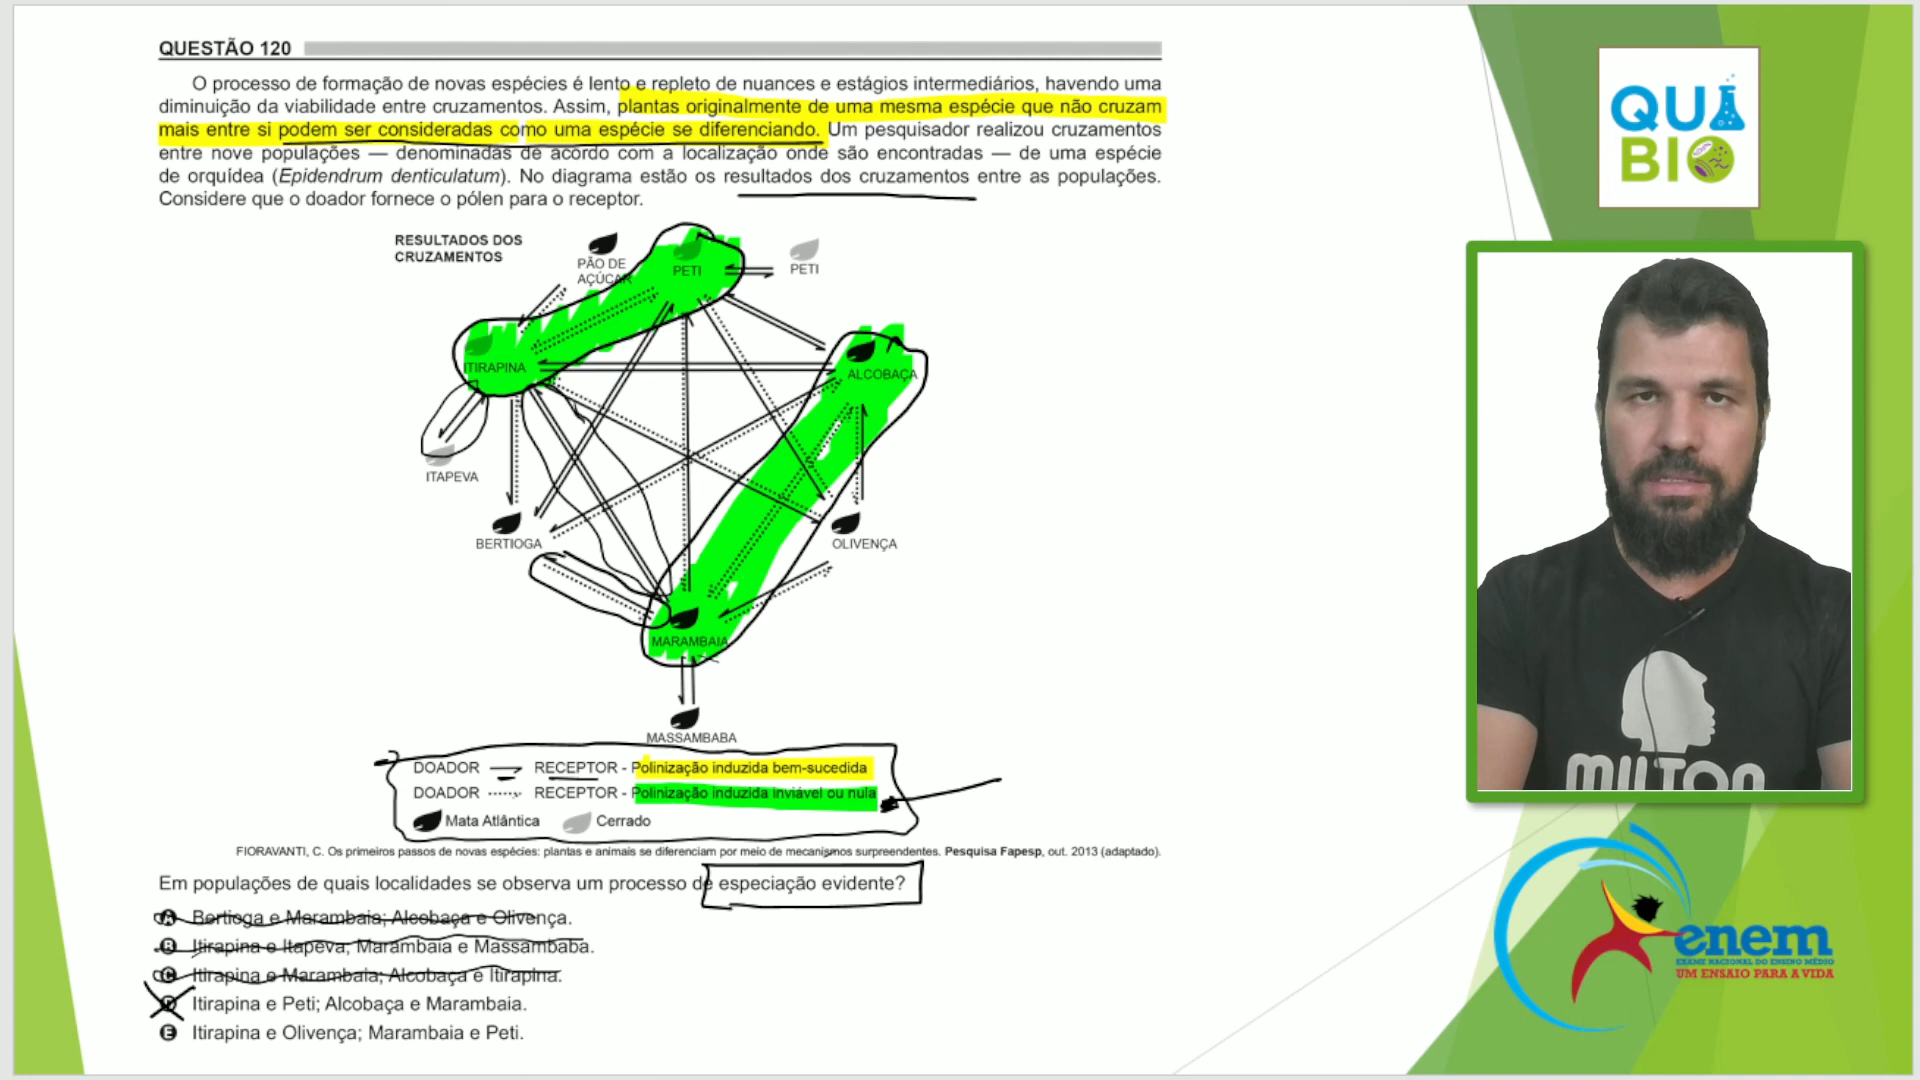 QUESTÃO 120
O processo de formação de novas espécies é lento e repleto de nuances e estágios intermediários, havendo uma
diminuição da viabilidade entre cruzamentos. Assim, plantas originalmente de uma mesma espécie que não cruzam
mais entre si podem ser consideradas como uma espécie se diferenciando. Um pesquisador realizou cruzamentos
entre nove populações — denominadas de acordo com a localização onde são encontradas — de uma espécie
de orquídea (Epidendrum denticulatum). No diagrama estão os resultados dos cruzamentos entre as populações.
Considere que o doador fornece o pólen para o receptor.
RESULTADOS DOS
CRUZAMENTOS
PÃO DE
AÇÚCAR
PETI
PETI
ITIRAPINA
ALCOBAÇA
ITAPEVA
BERTIOGA
OLIVENÇA
MARAMBAIA
MASSAMBABA
DOADOR RECEPTOR - Polinização induzida bem-sucedida
DOADOR RECEPTOR - Polinização induzida inviável ou nula
Mata Atlântica Cerrado
FIORAVANTI, C. Os primeiros passos de novas espécies: plantas e animais se diferenciam por meio de mecanismos surpreendentes. Pesquisa Fapesp, out. 2013 (adaptado).
Em populações de quais localidades se observa um processo de especiação evidente?
A Bertioga e Marambaia; Alcobaça e Olivença.
B Itirapina e Itapeva; Marambaia e Massambaba.
C Itirapina e Marambaia; Alcobaça e Itirapina.
D Itirapina e Peti; Alcobaça e Marambaia.
E Itirapina e Olivença; Marambaia e Peti.
QUI
BIO
MILTON
enem
EXAME NACIONAL DO ENSINO MÉDIO
UM ENSAIO PARA A VIDA